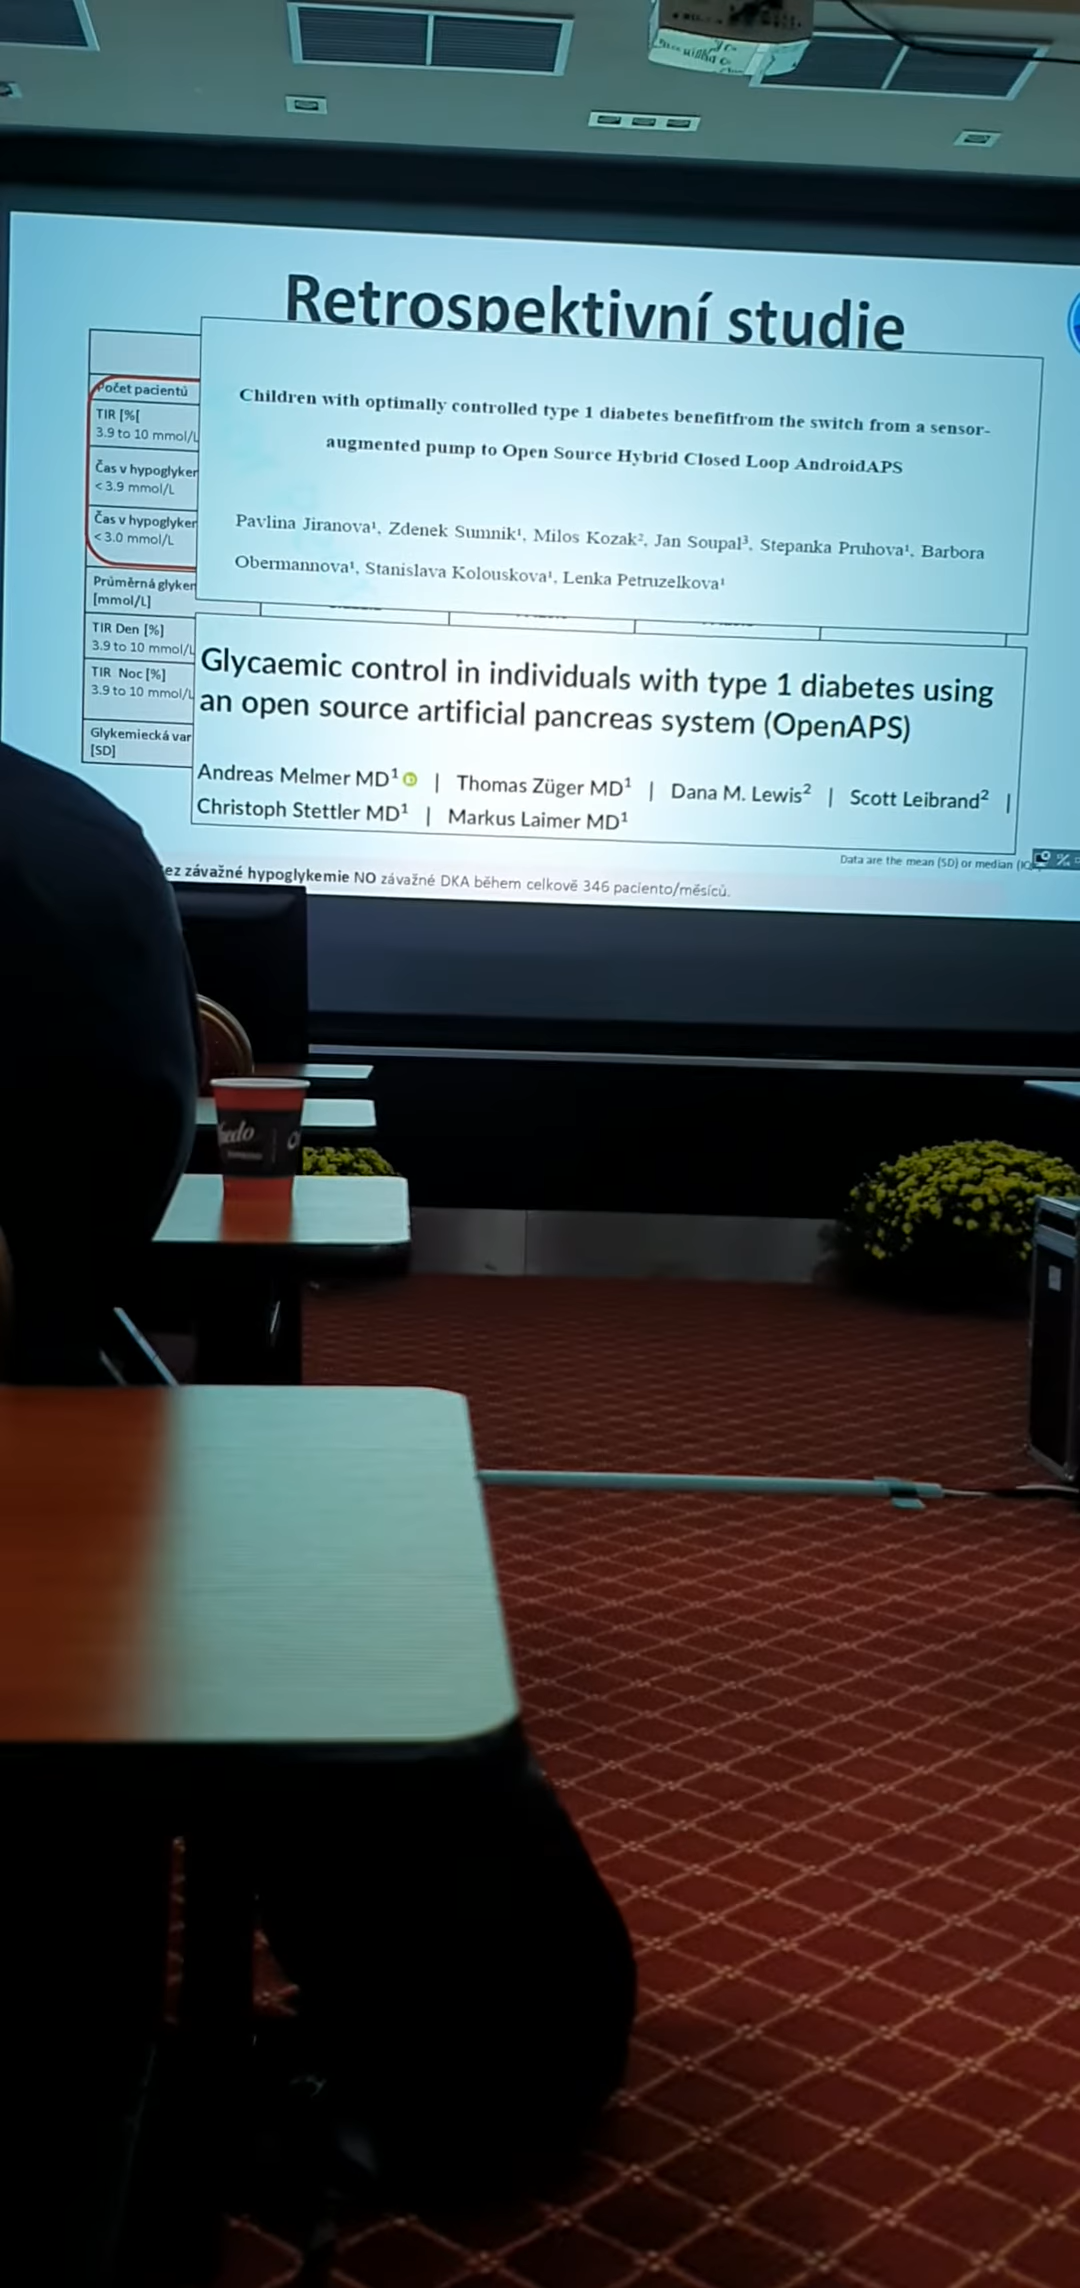 Retrospektivní studie
Počet pacientů
TIR [%[
3.9 to 10 mmol/L
Čas v hypoglyker
<3.9 mmol/L
Čas v hypoglyker
<3.0 mmol/L
Průměrná glyker
[mmol/L]
TIR Den [%]
3.9 to 10 mmol/L
TIR Noc [%]
3.9 to 10 mmol/L
Glykemiecká var
[SD]
Children with optimally controlled type 1 diabetes benefitfrom the switch from a sensor-
augmented pump to Open Source Hybrid Closed Loop AndroidAPS
Pavlina Jiranova¹, Zdenek Sumnik¹, Milos Kozak², Jan Soupal³, Stepanka Pruhova¹, Barbora
Obermannova¹, Stanislava Kolouskova¹, Lenka Petruzelkova¹
Glycaemic control in individuals with type 1 diabetes using
an open source artificial pancreas system (OpenAPS)
Andreas Melmer MD¹ iD | Thomas Züger MD¹ | Dana M. Lewis² | Scott Leibrand² |
Christoph Stettler MD¹ | Markus Laimer MD¹
Data are the mean (SD) or median
ez závažné hypoglykemie NO závažné DKA během celkově 346 paciento/měsíců.